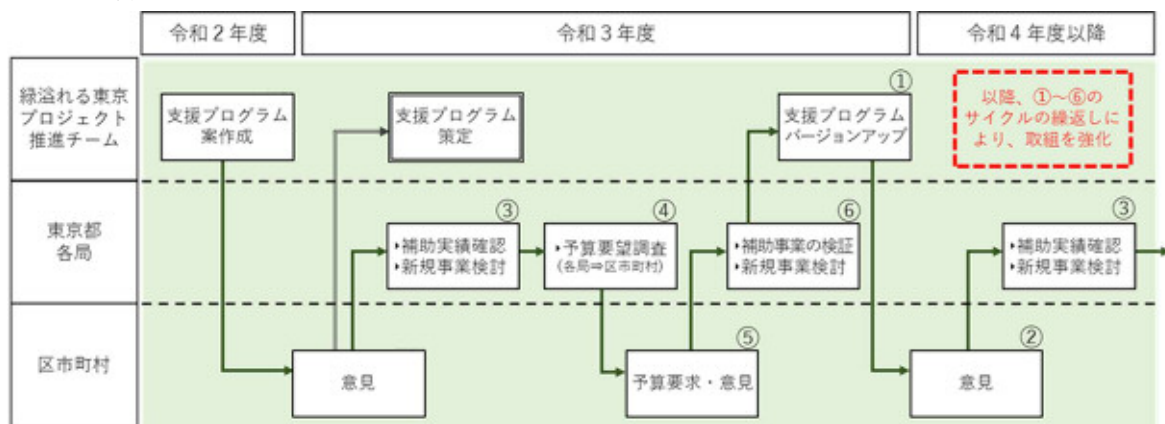 令和2年度
令和3年度
令和4年度以降
緑溢れる東京
プロジェクト
推進チーム
支援プログラム
案作成
支援プログラム
策定
①
支援プログラム
バージョンアップ
以降、①～⑥の
サイクルの繰返しに
より、取組を強化
東京都
各局
③
▸補助実績確認
▸新規事業検討
④
▸予算要望調査
(各局⇒区市町村)
⑥
▸補助事業の検証
▸新規事業検討
③
▸補助実績確認
▸新規事業検討
区市町村
意見
⑤
予算要求・意見
②
意見